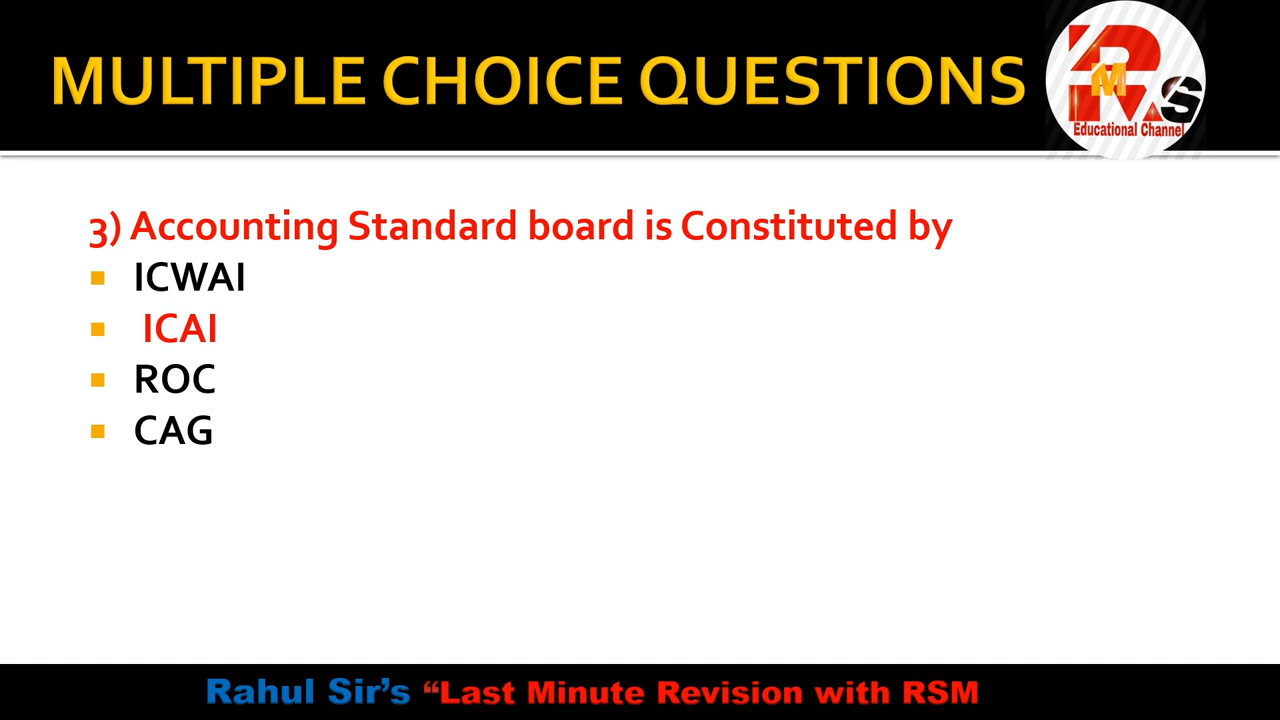 MULTIPLE CHOICE QUESTIONS
RMS
Educational Channel
3) Accounting Standard board is Constituted by
ICWAI
ICAI
ROC
CAG
Rahul Sir's “Last Minute Revision with RSM